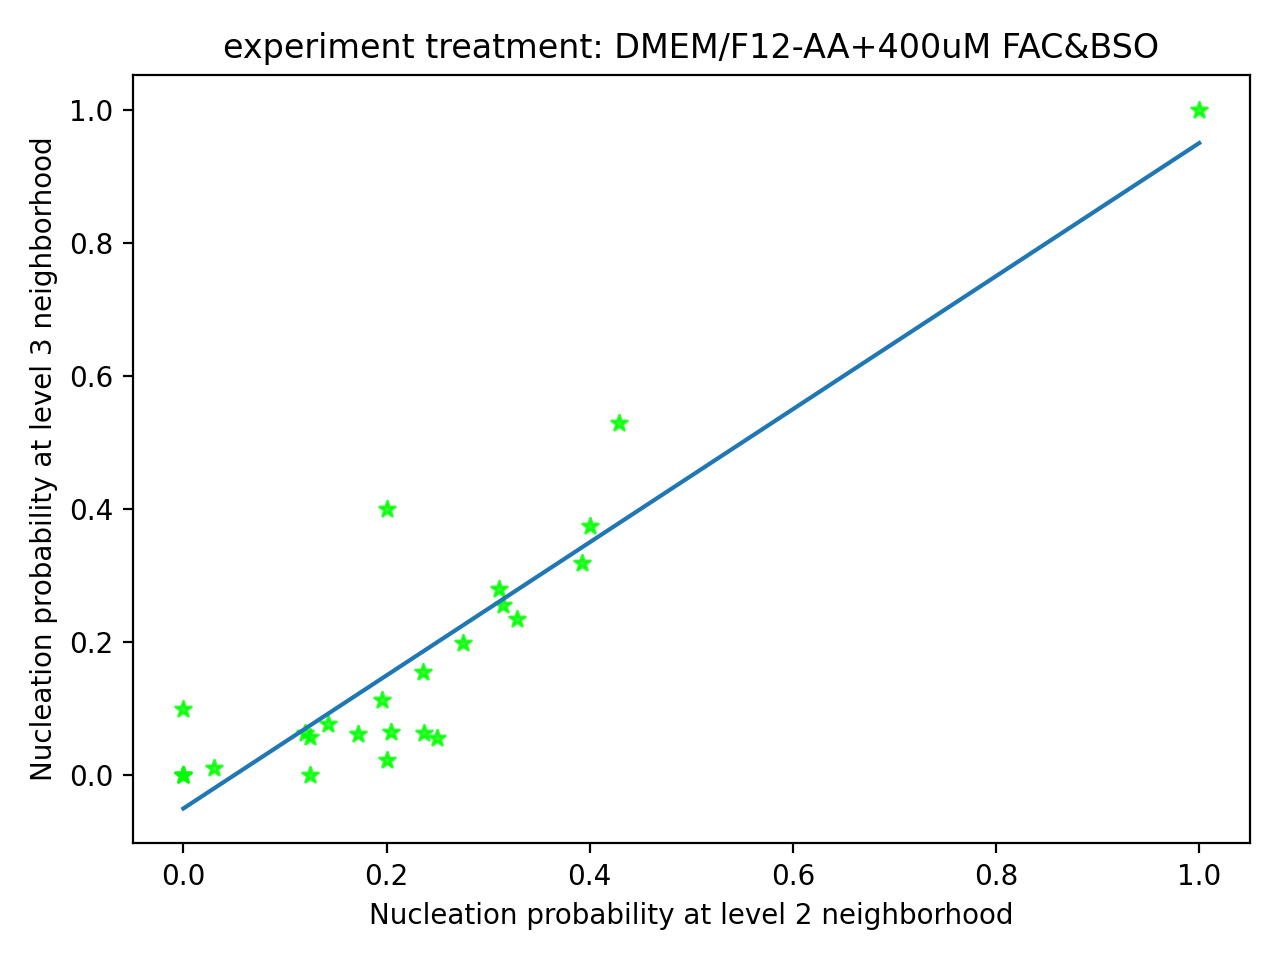 experiment treatment: DMEM/F12-AA+400uM FAC&BSO
Nucleation probability at level 3 neighborhood
1.0
0.8
0.6
0.4
0.2
0.0
0.0 0.2 0.4 0.6 0.8 1.0
Nucleation probability at level 2 neighborhood